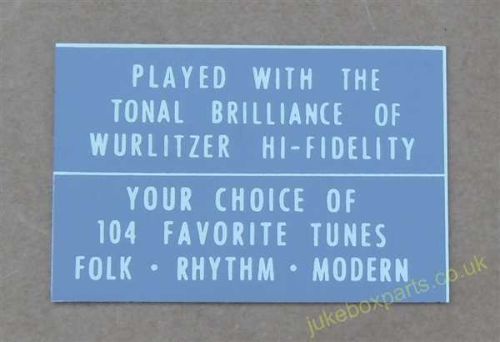 PLAYED WITH THE
TONAL BRILLIANCE OF
WURLITZER HI-FIDELITY
YOUR CHOICE OF
104 FAVORITE TUNES
FOLK · RHYTHM · MODERN
jukeboxparts.co.uk